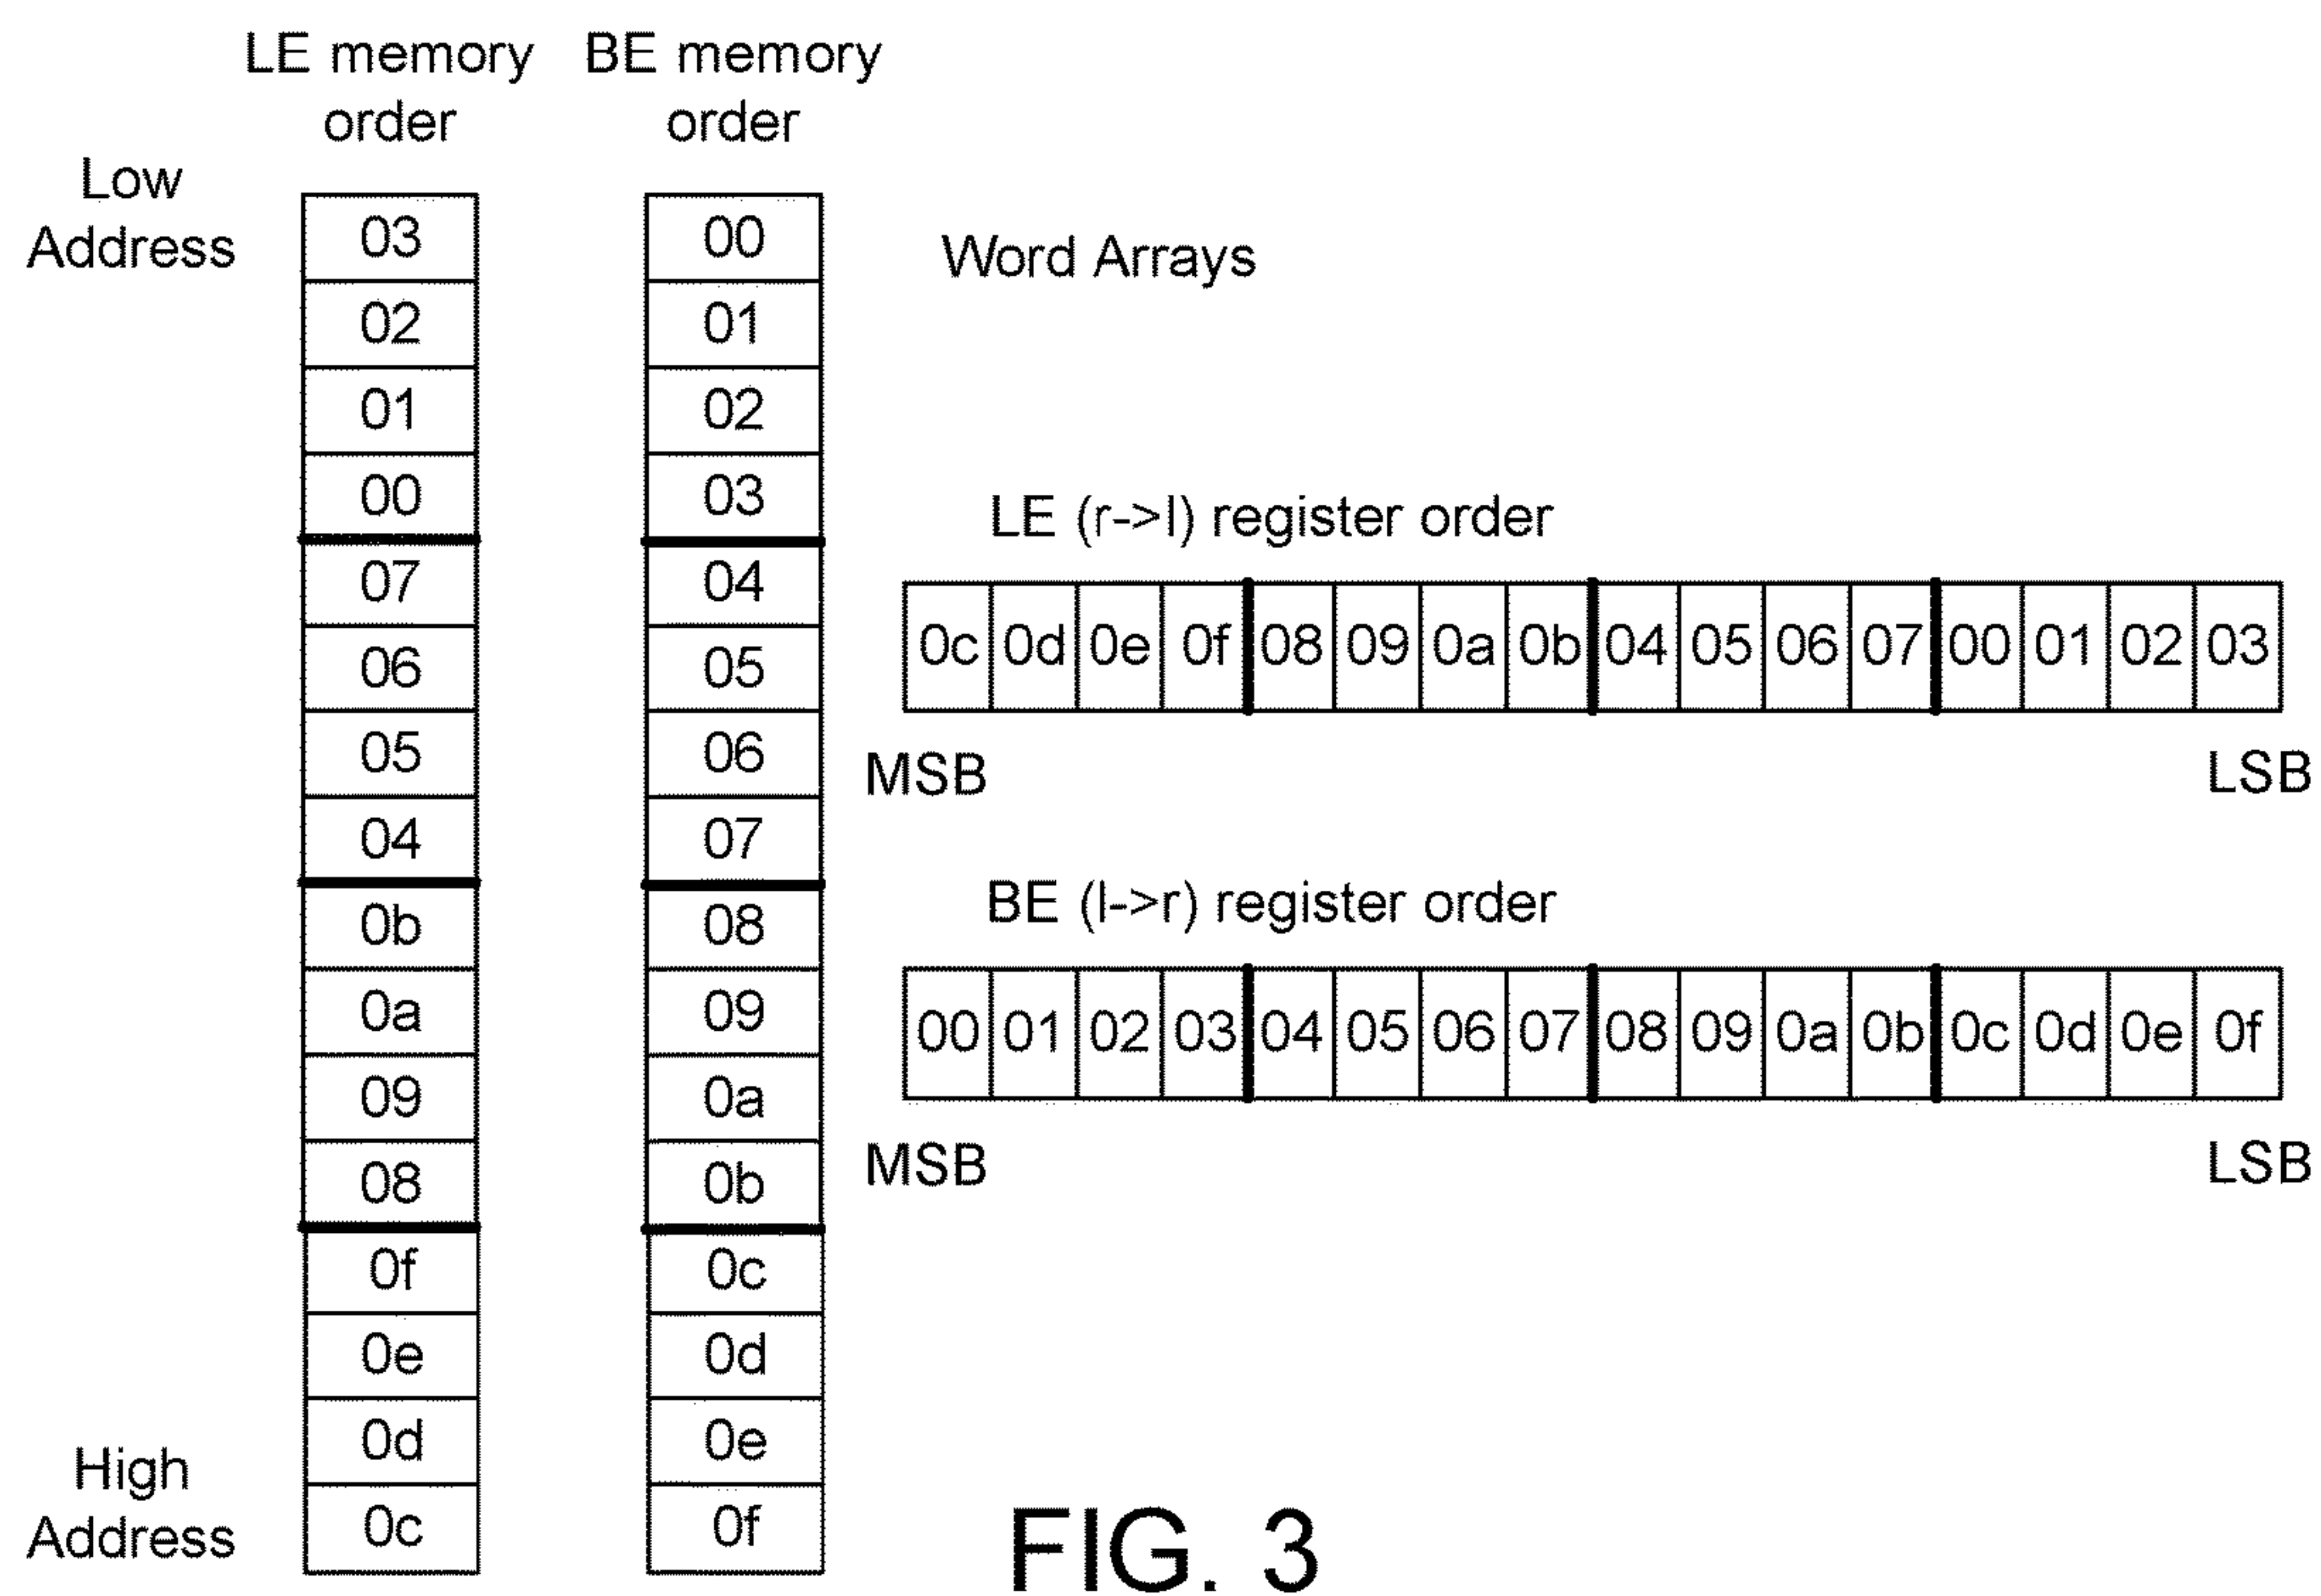 LE memory order
BE memory order
Low Address
High Address
03
02
01
00
07
06
05
04
0b
0a
09
08
0f
0e
0d
0c
00
01
02
03
04
05
06
07
08
09
0a
0b
0c
0d
0e
0f
Word Arrays
LE (r->l) register order
0c 0d 0e 0f 08 09 0a 0b 04 05 06 07 00 01 02 03
MSB LSB
BE (l->r) register order
00 01 02 03 04 05 06 07 08 09 0a 0b 0c 0d 0e 0f
MSB LSB
FIG. 3